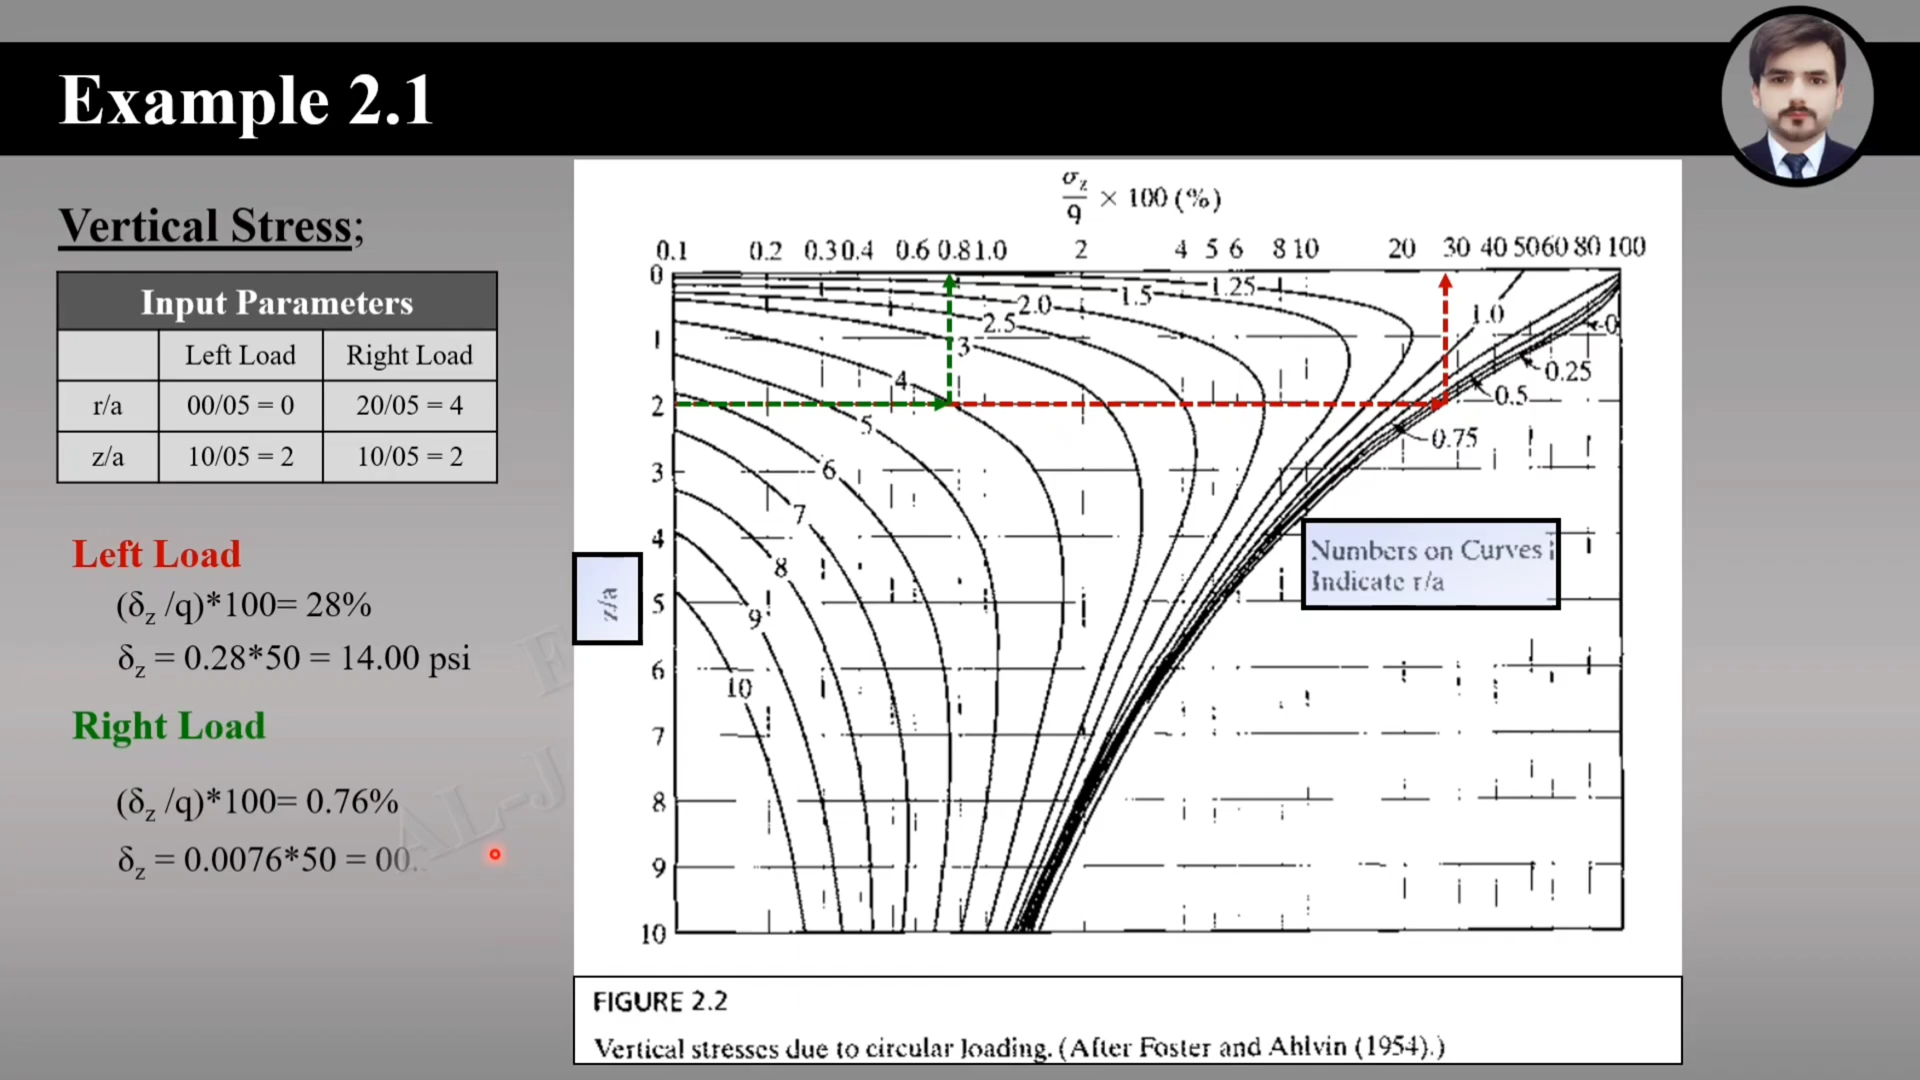 Example 2.1
Vertical Stress;
Input Parameters
Left Load Right Load
r/a 00/05 = 0 20/05 = 4
z/a 10/05 = 2 10/05 = 2
Left Load
(δz /q)*100= 28%
δz = 0.28*50 = 14.00 psi
Right Load
(δz /q)*100= 0.76%
δz = 0.0076*50 = 00.
AL-J
E
σz
9
× 100 (%)
0.1 0.2 0.3 0.4 0.6 0.8 1.0 2 4 5 6 8 10 20 30 40 50 60 80 100
0
1
2
3
4
5
6
7
8
9
10
z/a
1.25
1.5
2.0
2.5
3
4
5
6
7
8
9
10
1.0
0
0.25
0.5
0.75
Numbers on Curves
Indicate r/a
FIGURE 2.2
Vertical stresses due to circular loading. (After Foster and Ahlvin (1954).)